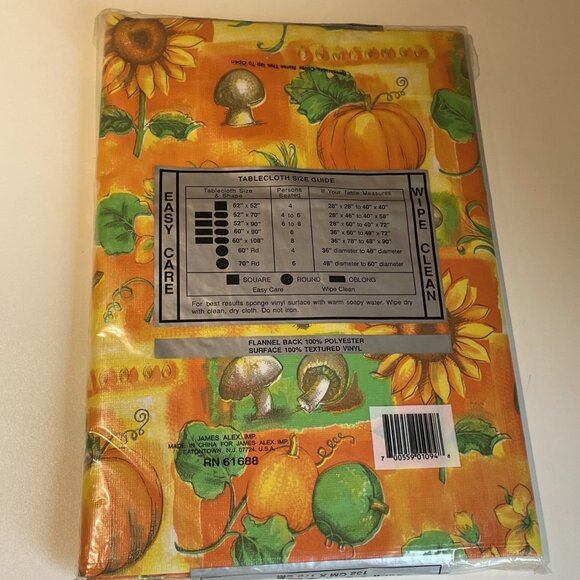 TABLECLOTH SIZE GUIDE
Tablecloth Size & Shape Persons Seated If Your Table Measures
52" x 52" 4 28" x 28" to 40" x 40"
52" x 70" 4 to 6 28" x 46" to 40" x 58"
52" x 90" 6 to 8 28" x 60" to 40" x 72"
60" x 90" 6 36" x 60" to 48" x 72"
60" x 108" 8 36" x 78" to 48" x 90"
60" Rd 4 36" diameter to 48" diameter
70" Rd 6 48" diameter to 60" diameter
SQUARE ROUND OBLONG
Easy Care Wipe Clean
For best results sponge vinyl surface with warm soapy water. Wipe dry
with clean, dry cloth. Do not iron.
EASY CARE
WIPE CLEAN
FLANNEL BACK 100% POLYESTER
SURFACE 100% TEXTURED VINYL
JAMES ALEX. IMP.
MADE IN CHINA FOR JAMES ALEX. IMP.
EATONTOWN, N.J. 07724, U.S.A.
RN 61688
7 00559 01094 8